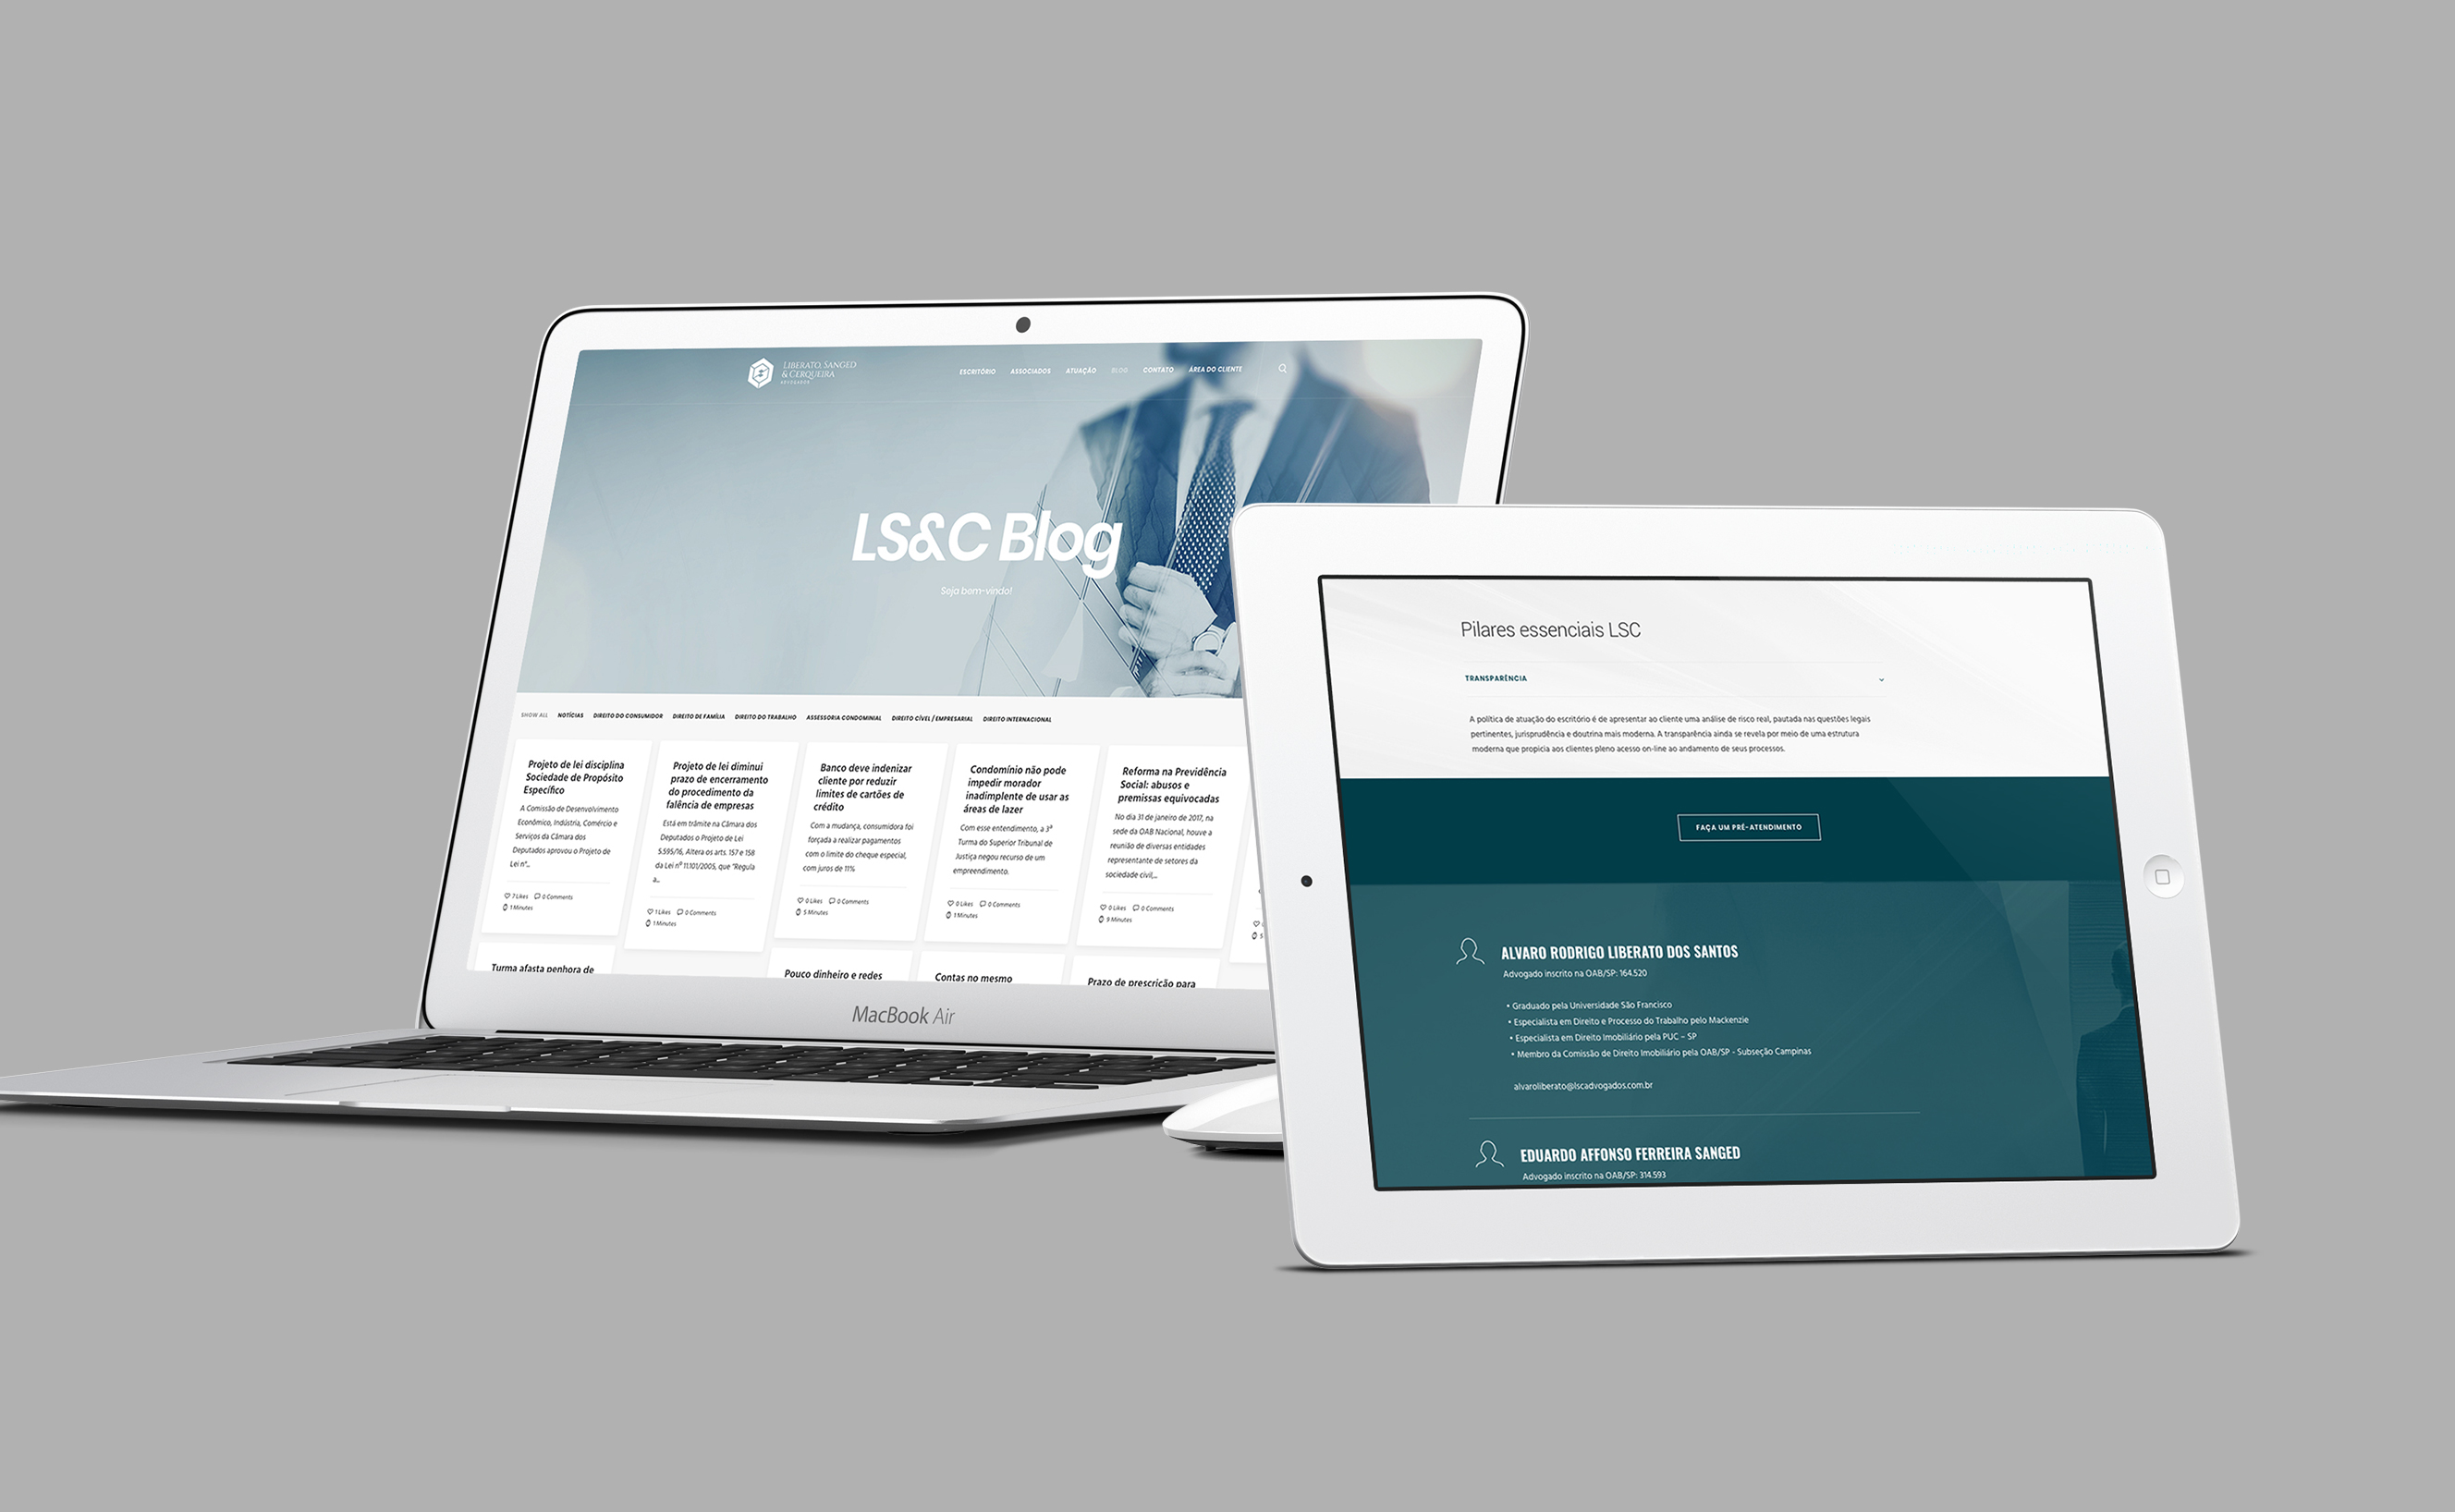 LIBERATO, SANGED
& CERQUEIRA
ADVOGADOS
ESCRITÓRIO ASSOCIADOS ATUAÇÃO BLOG CONTATO ÁREA DO CLIENTE
LS&C Blog
Seja bem-vindo!
SHOW ALL NOTÍCIAS DIREITO DO CONSUMIDOR DIREITO DE FAMÍLIA DIREITO DO TRABALHO ASSESSORIA CONDOMINIAL DIREITO CÍVEL / EMPRESARIAL DIREITO INTERNACIONAL
Projeto de lei disciplina
Sociedade de Propósito
Específico
A Comissão de Desenvolvimento
Econômico, Indústria, Comércio e
Serviços da Câmara dos
Deputados aprovou o Projeto de
Lei nº...
7 Likes 0 Comments
1 Minutes
Projeto de lei diminui
prazo de encerramento
do procedimento da
falência de empresas
Está em trâmite na Câmara dos
Deputados o Projeto de Lei
5.595/16, Altera os arts. 157 e 158
da Lei nº 11.101/2005, que "Regula
a...
1 Likes 0 Comments
1 Minutes
Banco deve indenizar
cliente por reduzir
limites de cartões de
crédito
Com a mudança, consumidora foi
forçada a realizar pagamentos
com o limite do cheque especial,
com juros de 11%
0 Likes 0 Comments
5 Minutes
Condomínio não pode
impedir morador
inadimplente de usar as
áreas de lazer
Com esse entendimento, a 3ª
Turma do Superior Tribunal de
Justiça negou recurso de um
empreendimento.
0 Likes 0 Comments
1 Minutes
Reforma na Previdência
Social: abusos e
premissas equivocadas
No dia 31 de janeiro de 2017, na
sede da OAB Nacional, houve a
reunião de diversas entidades
representante de setores da
sociedade civil,...
0 Likes 0 Comments
9 Minutes
Turma afasta penhora de
Pouco dinheiro e redes
Contas no mesmo
Prazo de prescrição para
MacBook Air
Pilares essenciais LSC
TRANSPARÊNCIA
A política de atuação do escritório é de apresentar ao cliente uma análise de risco real, pautada nas questões legais
pertinentes, jurisprudência e doutrina mais moderna. A transparência ainda se revela por meio de uma estrutura
moderna que propicia aos clientes pleno acesso on-line ao andamento de seus processos.
FAÇA UM PRÉ-ATENDIMENTO
ALVARO RODRIGO LIBERATO DOS SANTOS
Advogado inscrito na OAB/SP: 164.520
• Graduado pela Universidade São Francisco
• Especialista em Direito e Processo do Trabalho pelo Mackenzie
• Especialista em Direito Imobiliário pela PUC – SP
• Membro da Comissão de Direito Imobiliário pela OAB/SP - Subseção Campinas
alvaroliberato@lscadvogados.com.br
EDUARDO AFFONSO FERREIRA SANGED
Advogado inscrito na OAB/SP: 314.593